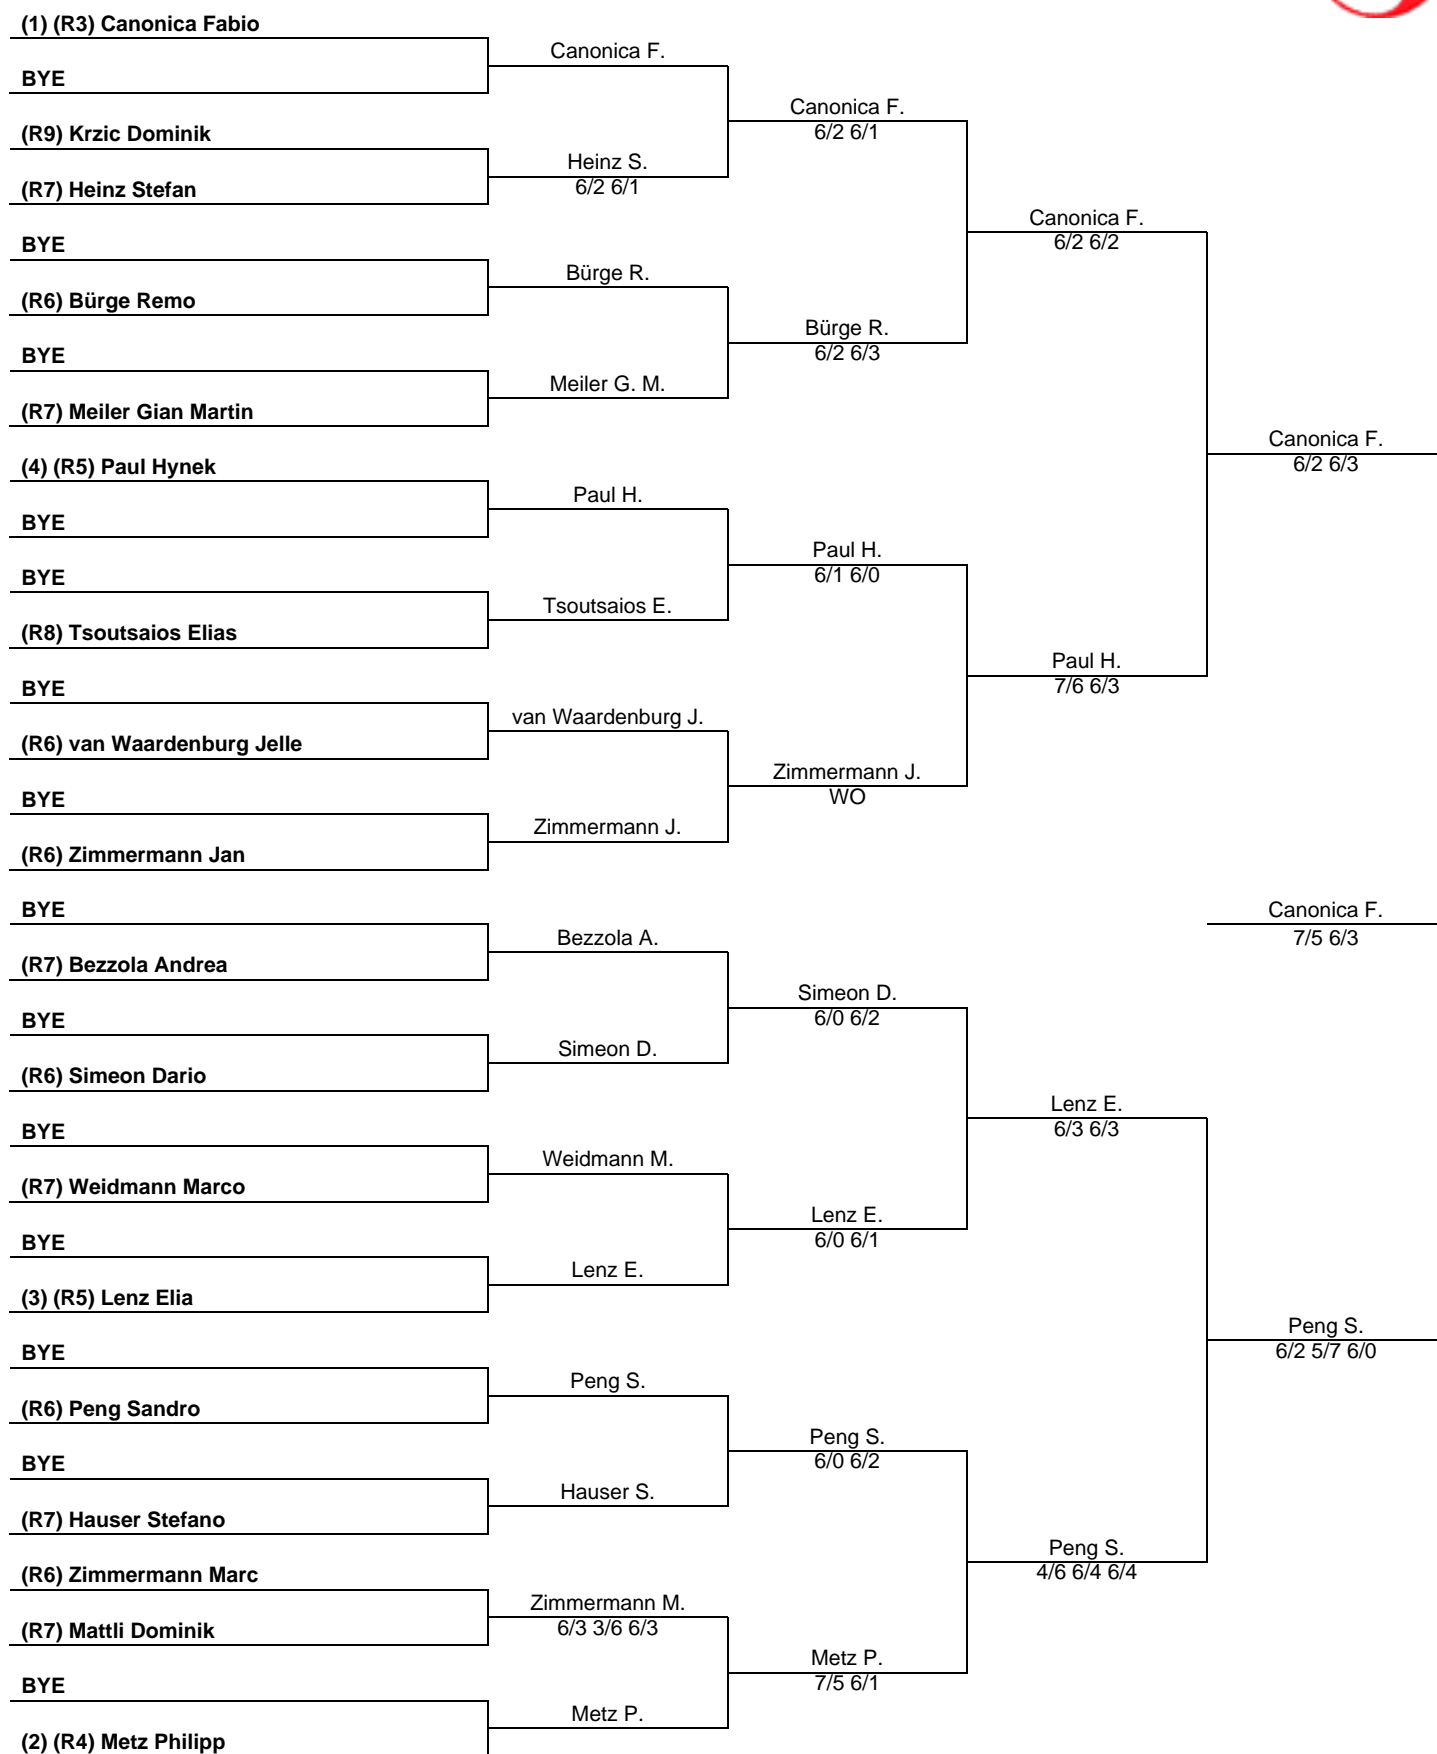 (1) (R3) Canonica Fabio
BYE
(R9) Krzic Dominik
(R7) Heinz Stefan
BYE
(R6) Bürge Remo
BYE
(R7) Meiler Gian Martin
(4) (R5) Paul Hynek
BYE
BYE
(R8) Tsoutsaios Elias
BYE
(R6) van Waardenburg Jelle
BYE
(R6) Zimmermann Jan
BYE
(R7) Bezzola Andrea
BYE
(R6) Simeon Dario
BYE
(R7) Weidmann Marco
BYE
(3) (R5) Lenz Elia
BYE
(R6) Peng Sandro
BYE
(R7) Hauser Stefano
(R6) Zimmermann Marc
(R7) Mattli Dominik
BYE
(2) (R4) Metz Philipp
Canonica F.
Heinz S.
6/2 6/1
Bürge R.
Meiler G. M.
Paul H.
Tsoutsaios E.
van Waardenburg J.
Zimmermann J.
Bezzola A.
Simeon D.
Weidmann M.
Lenz E.
Peng S.
Hauser S.
Zimmermann M.
6/3 3/6 6/3
Metz P.
Canonica F.
6/2 6/1
Bürge R.
6/2 6/3
Paul H.
6/1 6/0
Zimmermann J.
WO
Simeon D.
6/0 6/2
Lenz E.
6/0 6/1
Peng S.
6/0 6/2
Metz P.
7/5 6/1
Canonica F.
6/2 6/2
Paul H.
7/6 6/3
Lenz E.
6/3 6/3
Peng S.
4/6 6/4 6/4
Canonica F.
6/2 6/3
Canonica F.
7/5 6/3
Peng S.
6/2 5/7 6/0